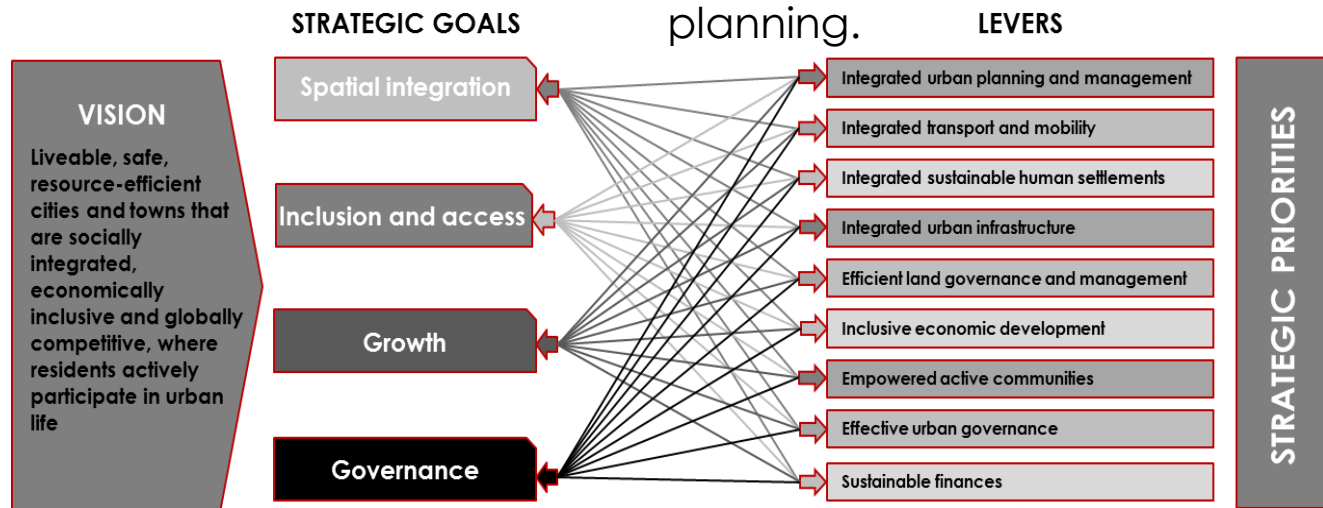 planning.
STRATEGIC GOALS
LEVERS
VISION
Liveable, safe,
resource-efficient
cities and towns that
are socially
integrated,
economically
inclusive and globally
competitive, where
residents actively
participate in urban
life
Spatial integration
Inclusion and access
Growth
Governance
Integrated urban planning and management
Integrated transport and mobility
Integrated sustainable human settlements
Integrated urban infrastructure
Efficient land governance and management
Inclusive economic development
Empowered active communities
Effective urban governance
Sustainable finances
STRATEGIC PRIORITIES